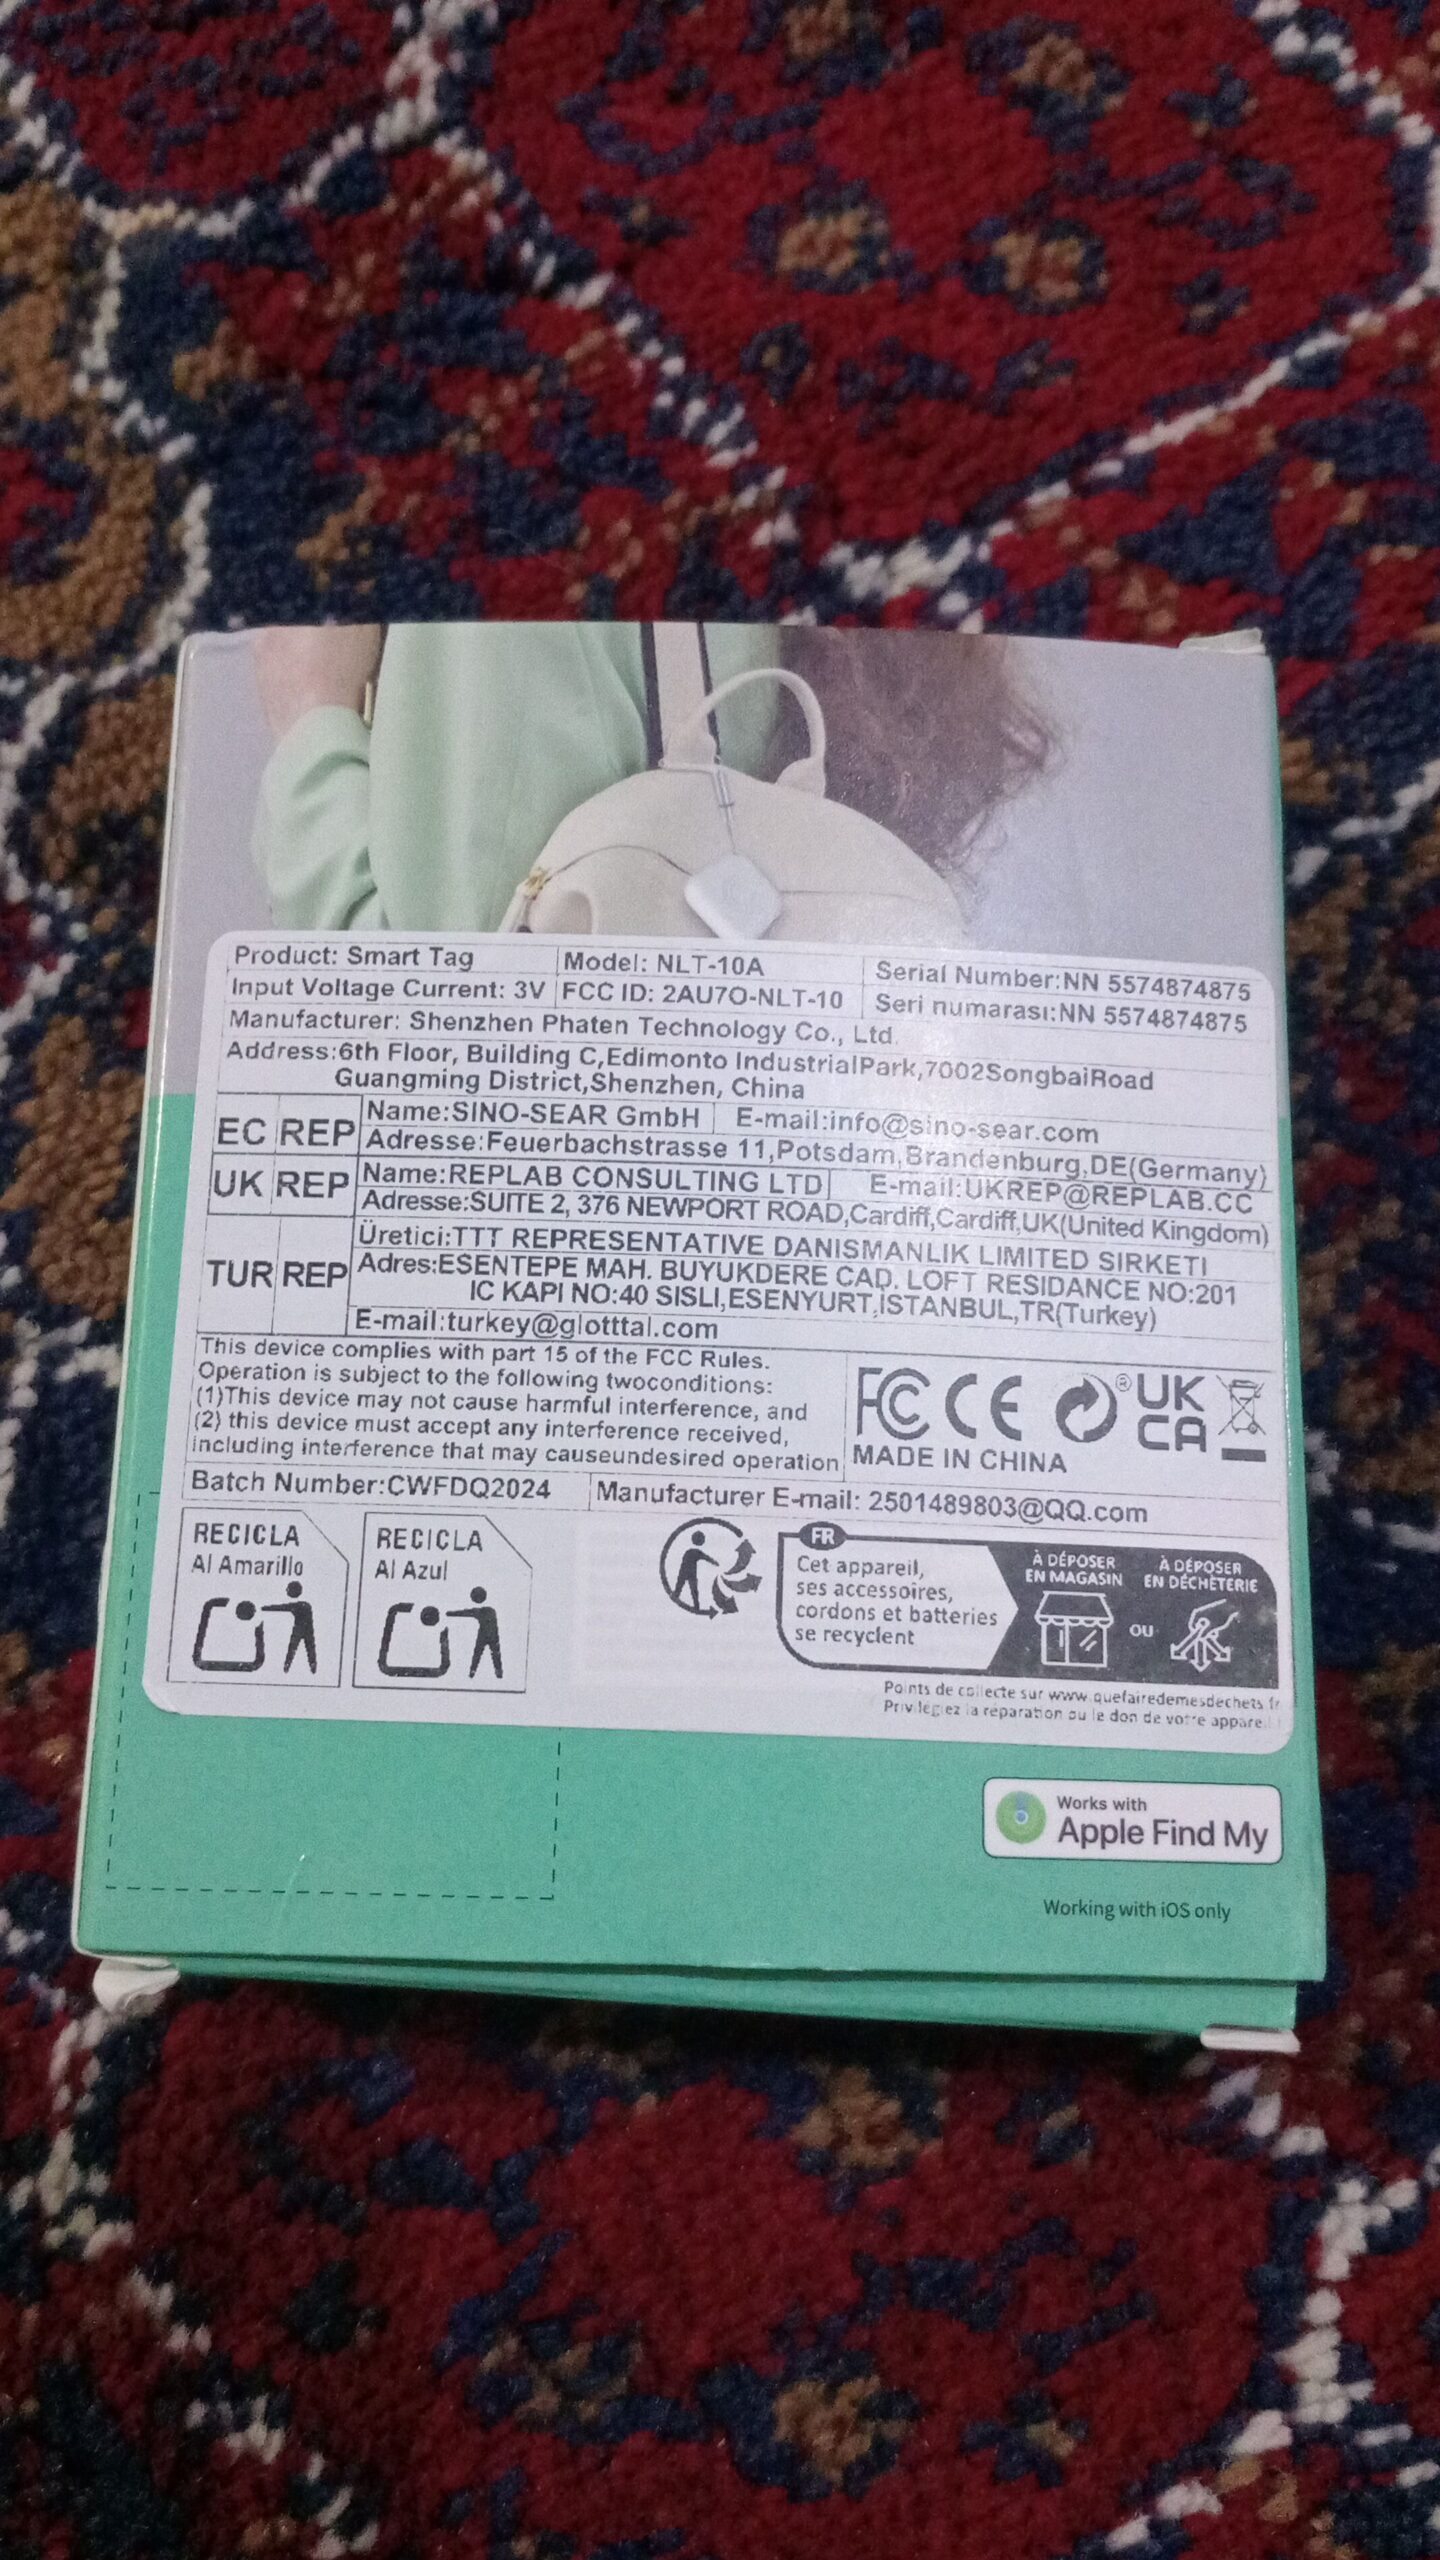 Product: Smart Tag
Model: NLT-10A
Serial Number:NN 5574874875
Input Voltage Current: 3V
FCC ID: 2AU7O-NLT-10
Seri numarası:NN 5574874875
Manufacturer: Shenzhen Phaten Technology Co., Ltd.
Address:6th Floor, Building C,Edimonto IndustrialPark,7002SongbaiRoad
Guangming District,Shenzhen, China
EC REP
Name:SINO-SEAR GmbH
E-mail:info@sino-sear.com
Adresse:Feuerbachstrasse 11,Potsdam,Brandenburg,DE(Germany)
UK REP
Name:REPLAB CONSULTING LTD
E-mail:UKREP@REPLAB.CC
Adresse:SUITE 2, 376 NEWPORT ROAD,Cardiff,Cardiff,UK(United Kingdom)
TUR REP
Üretici:TTT REPRESENTATIVE DANISMANLIK LIMITED SIRKETI
Adres:ESENTEPE MAH. BUYUKDERE CAD. LOFT RESIDANCE NO:201
IC KAPI NO:40 SISLI,ESENYURT,ISTANBUL,TR(Turkey)
E-mail:turkey@glotttal.com
This device complies with part 15 of the FCC Rules.
Operation is subject to the following twoconditions:
(1)This device may not cause harmful interference, and
(2) this device must accept any interference received,
including interference that may causeundesired operation
FC CE ® UK
CA
MADE IN CHINA
Batch Number:CWFDQ2024
Manufacturer E-mail: 2501489803@QQ.com
RECICLA
Al Amarillo
RECICLA
Al Azul
FR
Cet appareil,
ses accessoires,
cordons et batteries
se recyclent
À DÉPOSER
EN MAGASIN
OU
À DÉPOSER
EN DÉCHÈTERIE
Points de collecte sur www.quefairedemesdechets.fr
Privilégiez la réparation ou le don de votre appareil !
Works with
Apple Find My
Working with iOS only